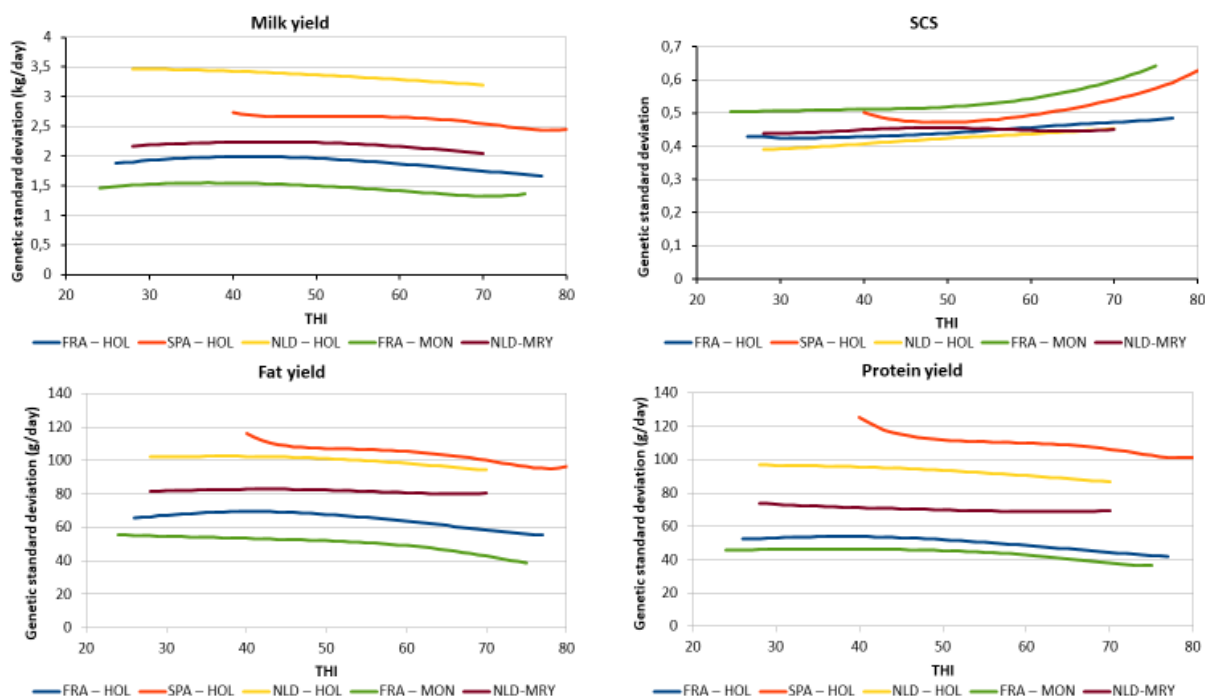 Milk yield
Genetic standard deviation (kg/day)
4
3,5
3
2,5
2
1,5
1
0,5
0
20 30 40 50 60 70 80
THI
FRA – HOL SPA – HOL NLD – HOL FRA – MON NLD-MRY
SCS
Genetic standard deviation
0,7
0,6
0,5
0,4
0,3
0,2
0,1
0
20 30 40 50 60 70 80
THI
FRA – HOL SPA – HOL NLD – HOL FRA – MON NLD-MRY
Fat yield
Genetic standard deviation (g/day)
140
120
100
80
60
40
20
0
20 30 40 50 60 70 80
THI
FRA – HOL SPA – HOL NLD – HOL FRA – MON NLD-MRY
Protein yield
Genetic standard deviation (g/day)
140
120
100
80
60
40
20
0
20 30 40 50 60 70 80
THI
FRA – HOL SPA – HOL NLD – HOL FRA – MON NLD-MRY